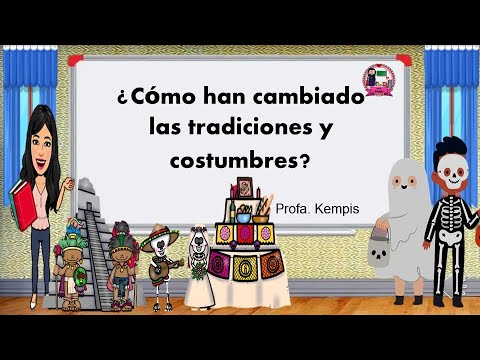 ¿Cómo han cambiado
las tradiciones y
costumbres?
Profa. Kempis